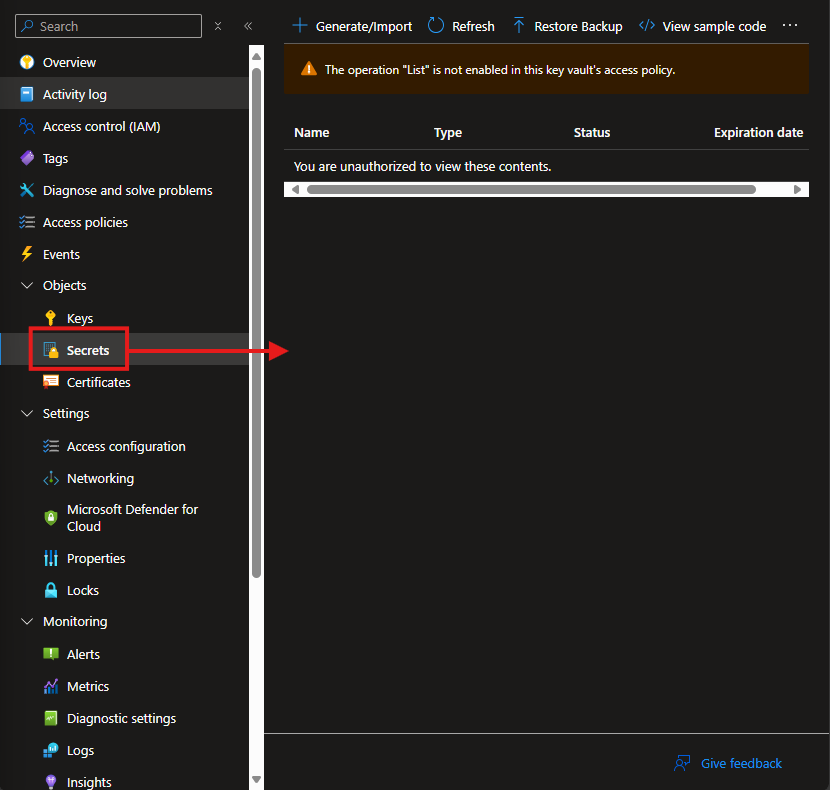 Search
Overview
Activity log
Access control (IAM)
Tags
Diagnose and solve problems
Access policies
Events
Objects
Keys
Secrets
Certificates
Settings
Access configuration
Networking
Microsoft Defender for
Cloud
Properties
Locks
Monitoring
Alerts
Metrics
Diagnostic settings
Logs
Insights
Generate/Import
Refresh
Restore Backup
View sample code
The operation "List" is not enabled in this key vault's access policy.
Name Type Status Expiration date
You are unauthorized to view these contents.
Give feedback